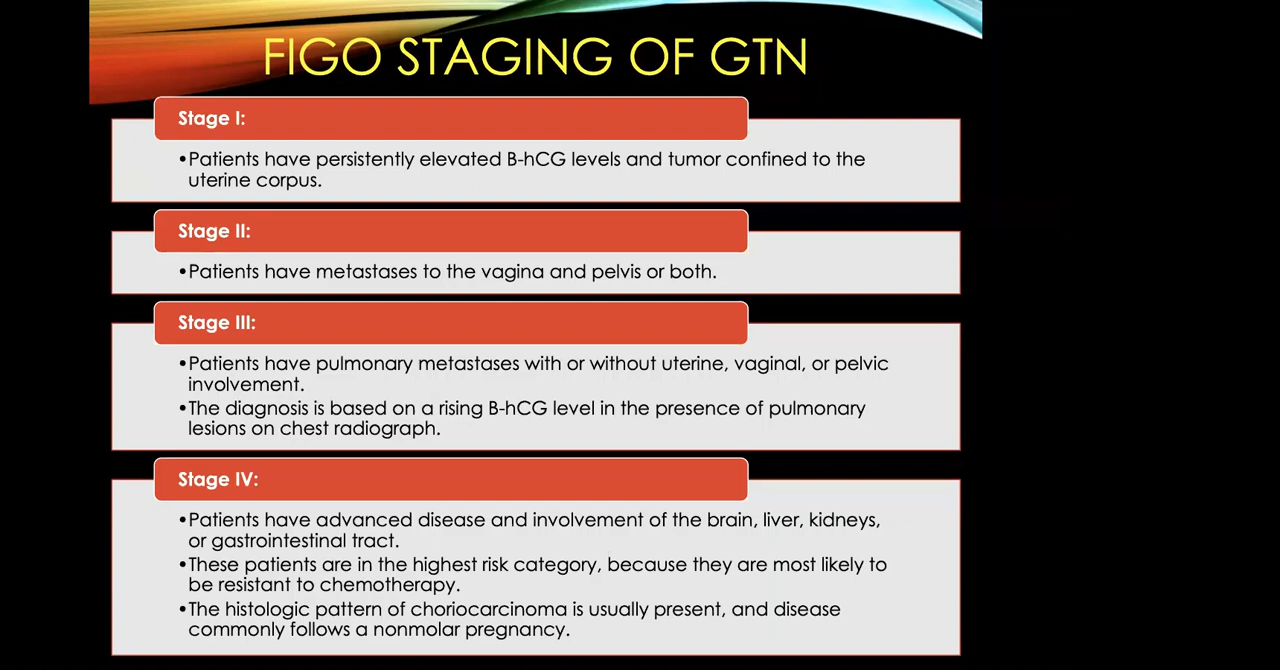 FIGO STAGING OF GTN
Stage I:
•Patients have persistently elevated B-hCG levels and tumor confined to the
uterine corpus.
Stage II:
•Patients have metastases to the vagina and pelvis or both.
Stage III:
•Patients have pulmonary metastases with or without uterine, vaginal, or pelvic
involvement.
•The diagnosis is based on a rising B-hCG level in the presence of pulmonary
lesions on chest radiograph.
Stage IV:
•Patients have advanced disease and involvement of the brain, liver, kidneys,
or gastrointestinal tract.
•These patients are in the highest risk category, because they are most likely to
be resistant to chemotherapy.
•The histologic pattern of choriocarcinoma is usually present, and disease
commonly follows a nonmolar pregnancy.